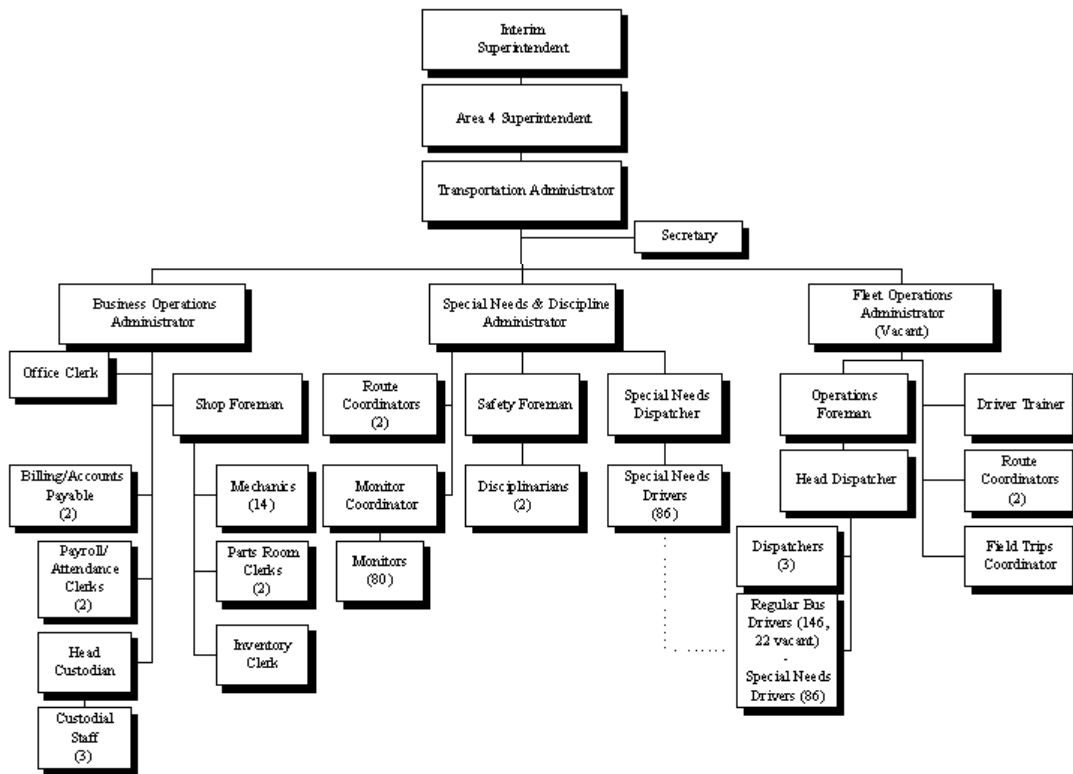 Interim
Superintendent
Area 4 Superintendent
Transportation Administrator
Secretary
Business Operations
Administrator
Special Needs & Discipline
Administrator
Fleet Operations
Administrator
(Vacant)
Office Clerk
Shop Foreman
Route
Coordinators
(2)
Safety Foreman
Special Needs
Dispatcher
Operations
Foreman
Driver Trainer
Billing/Accounts
Payable
(2)
Mechanics
(14)
Monitor
Coordinator
Disciplinarians
(2)
Special Needs
Drivers
(86)
Head Dispatcher
Route
Coordinators
(2)
Payroll/
Attendance
Clerks
(2)
Parts Room
Clerks
(2)
Monitors
(80)
Dispatchers
(3)
Field Trips
Coordinator
Head
Custodian
Inventory
Clerk
Regular Bus
Drivers (146,
22 vacant)
-
Special Needs
Drivers (86)
Custodial
Staff
(3)